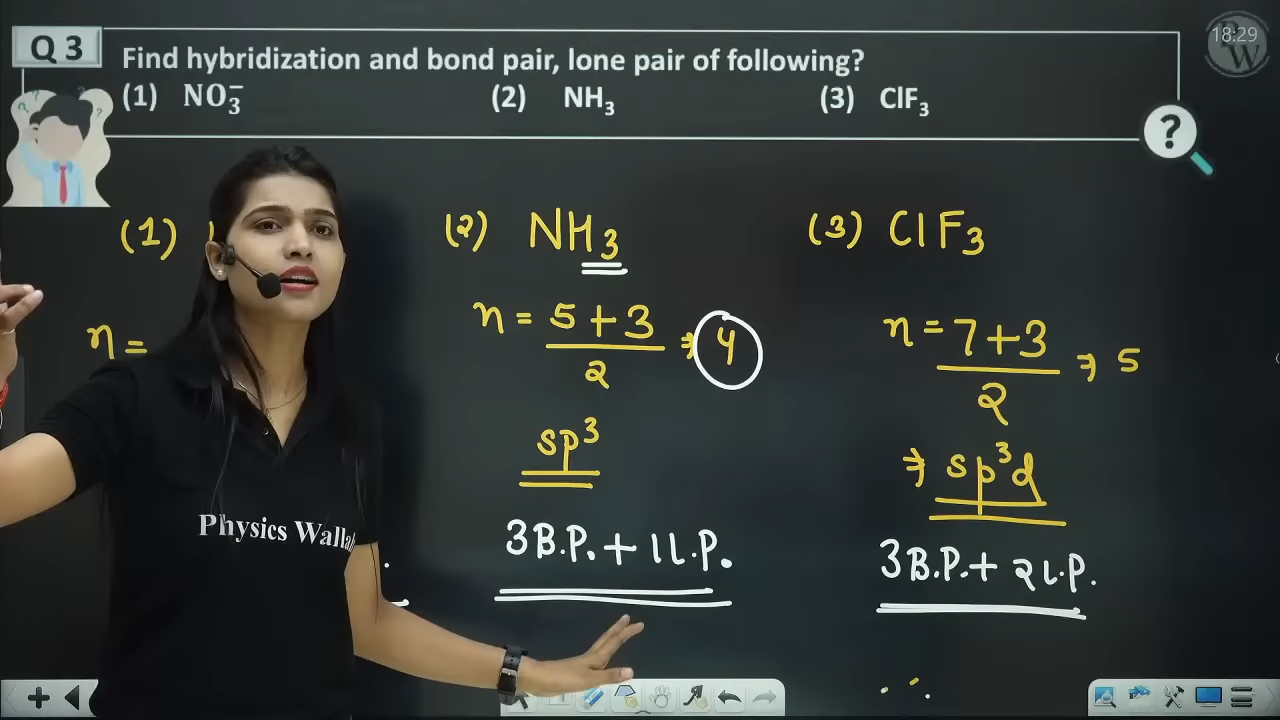 Q 3
Find hybridization and bond pair, lone pair of following?
(1) NO₃⁻ (2) NH₃ (3) ClF₃
18:29
PW
?
(1)
n =
(2) NH₃
n = 5+3/2 ⇒ 4
sp³
3B.P. + 1L.P.
(3) ClF₃
n = 7+3/2 ⇒ 5
⇒ sp³d
3B.P. + 2L.P.
Physics Wallah